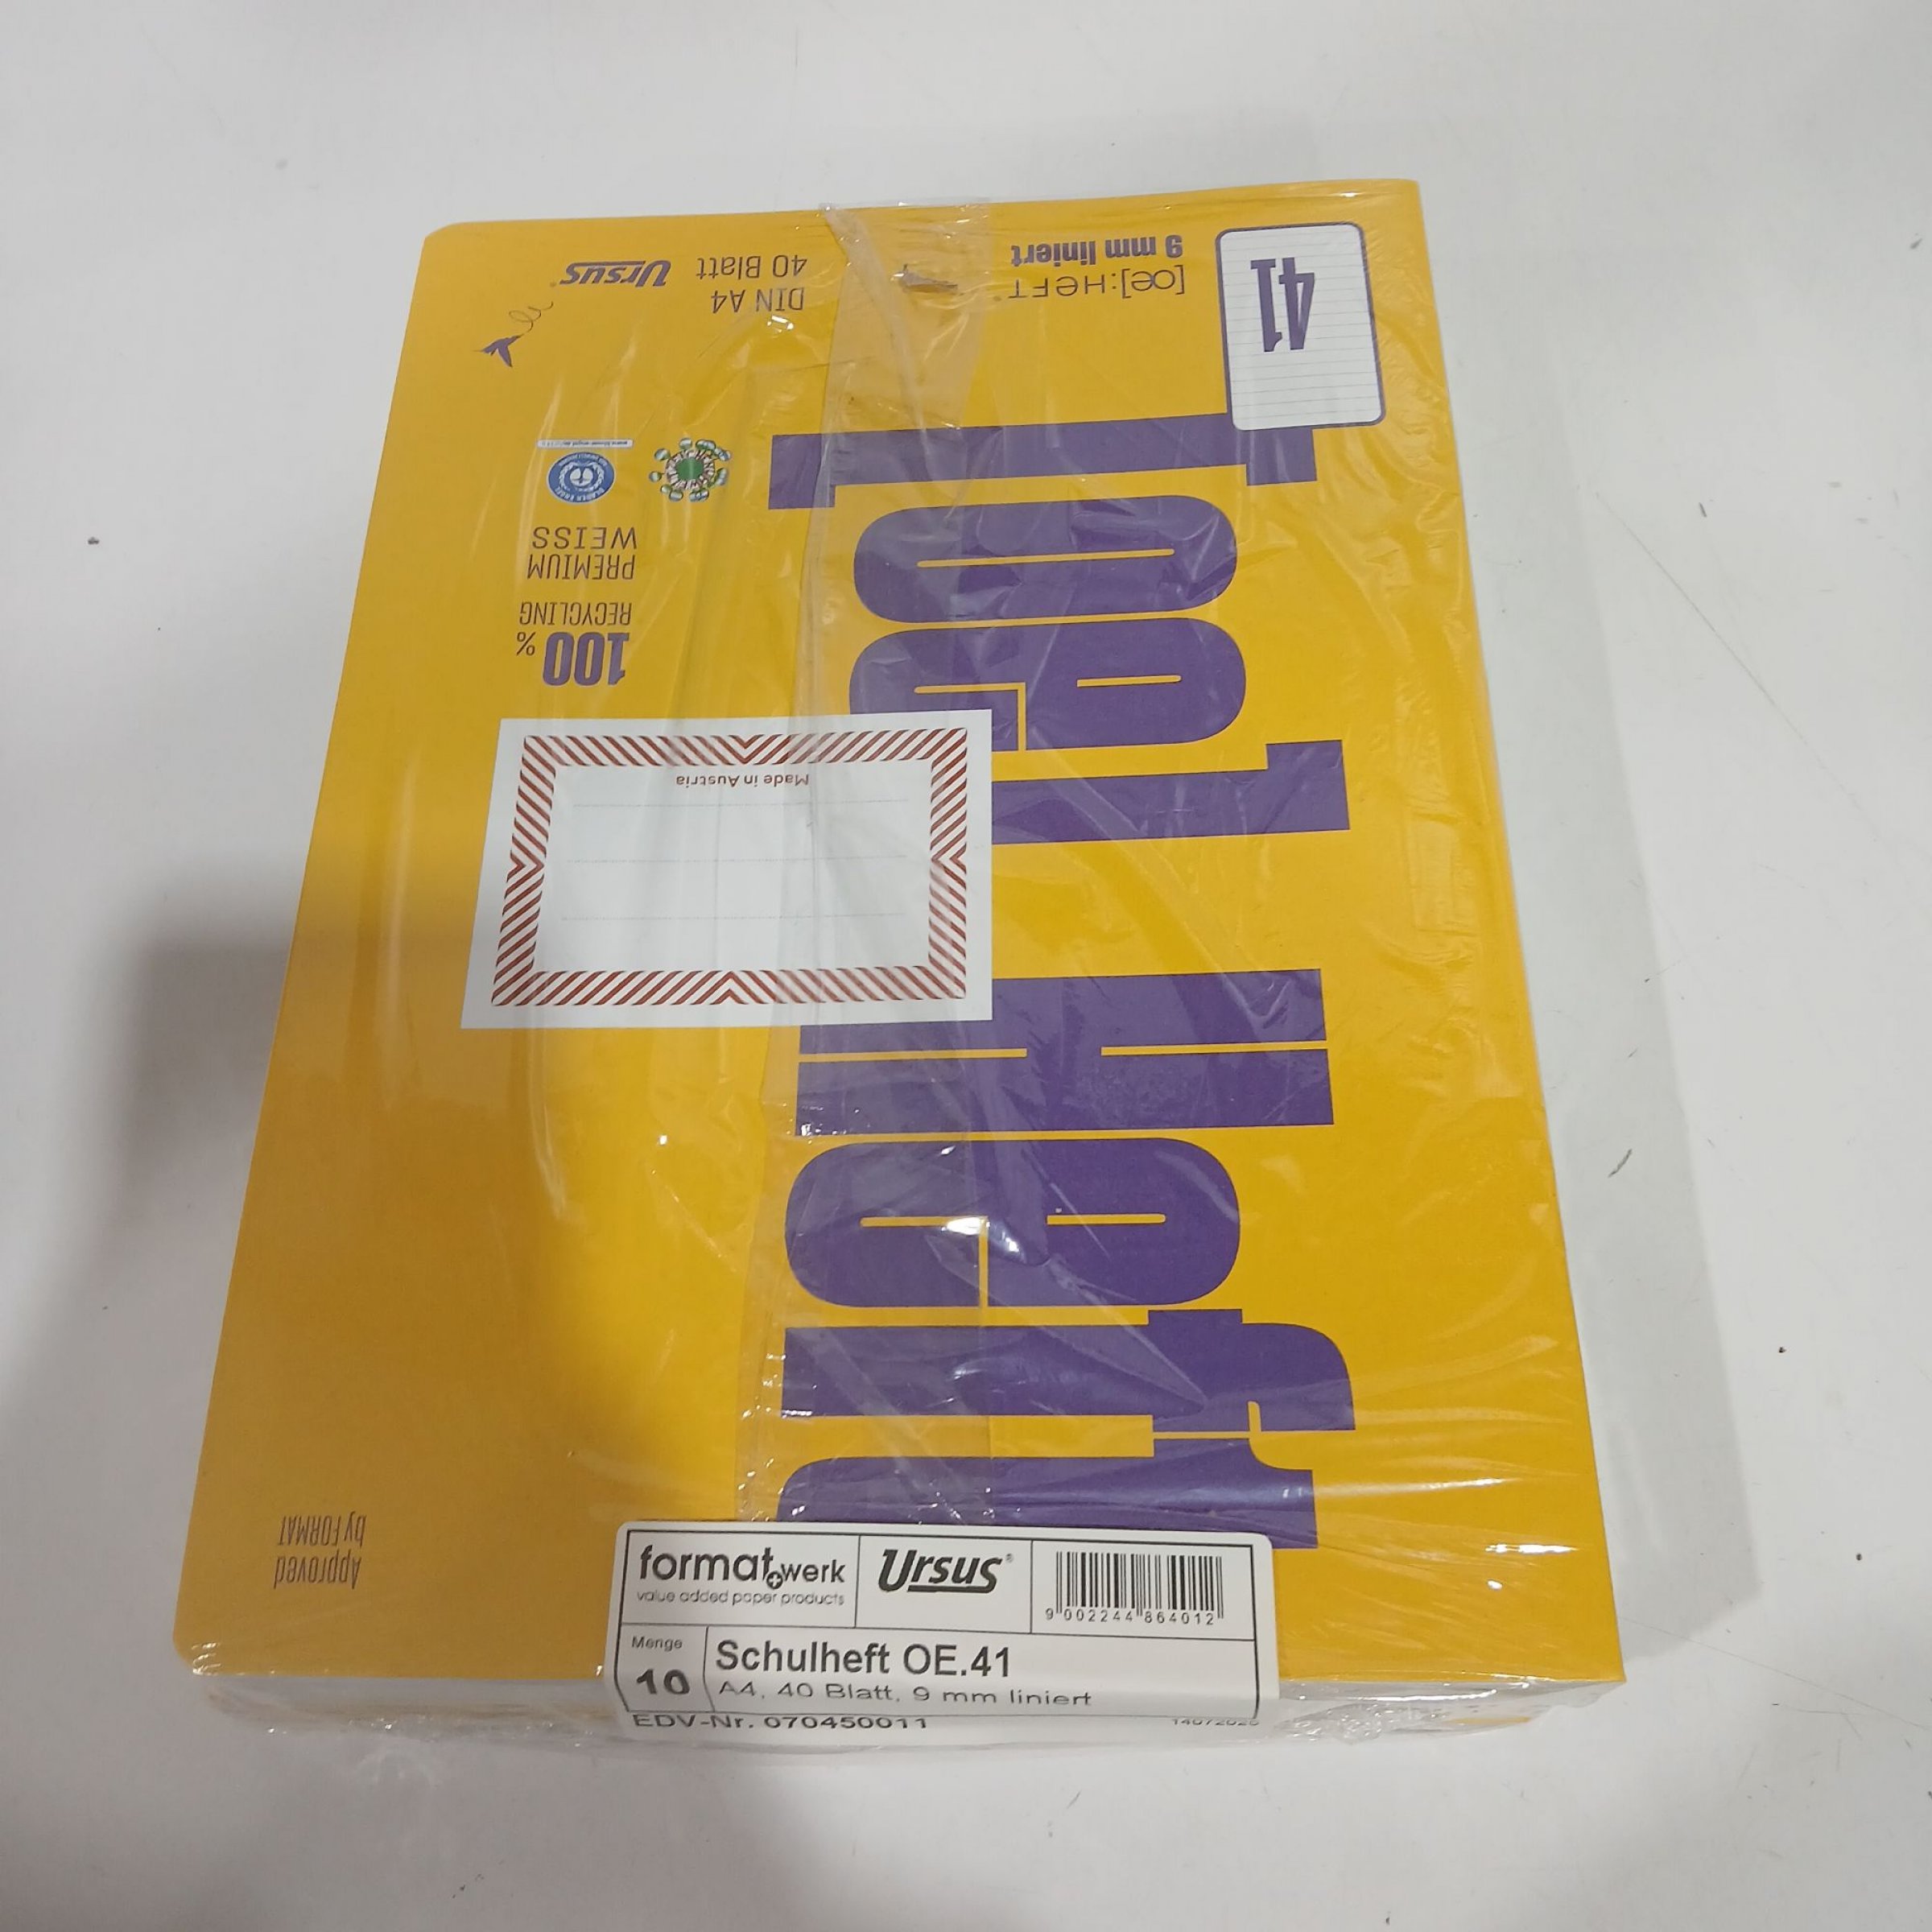 41
[œ]:HEFT
9 mm liniert
DIN A4
40 Blatt
Ursus
100%
RECYCLING
PREMIUM
WEISS
Made in Austria
Approved
by FORMAT
format+werk
value added paper products
Ursus®
9 002244 864012
Menge
10
Schulheft OE.41
A4, 40 Blatt, 9 mm liniert
EDV-Nr. 070450011